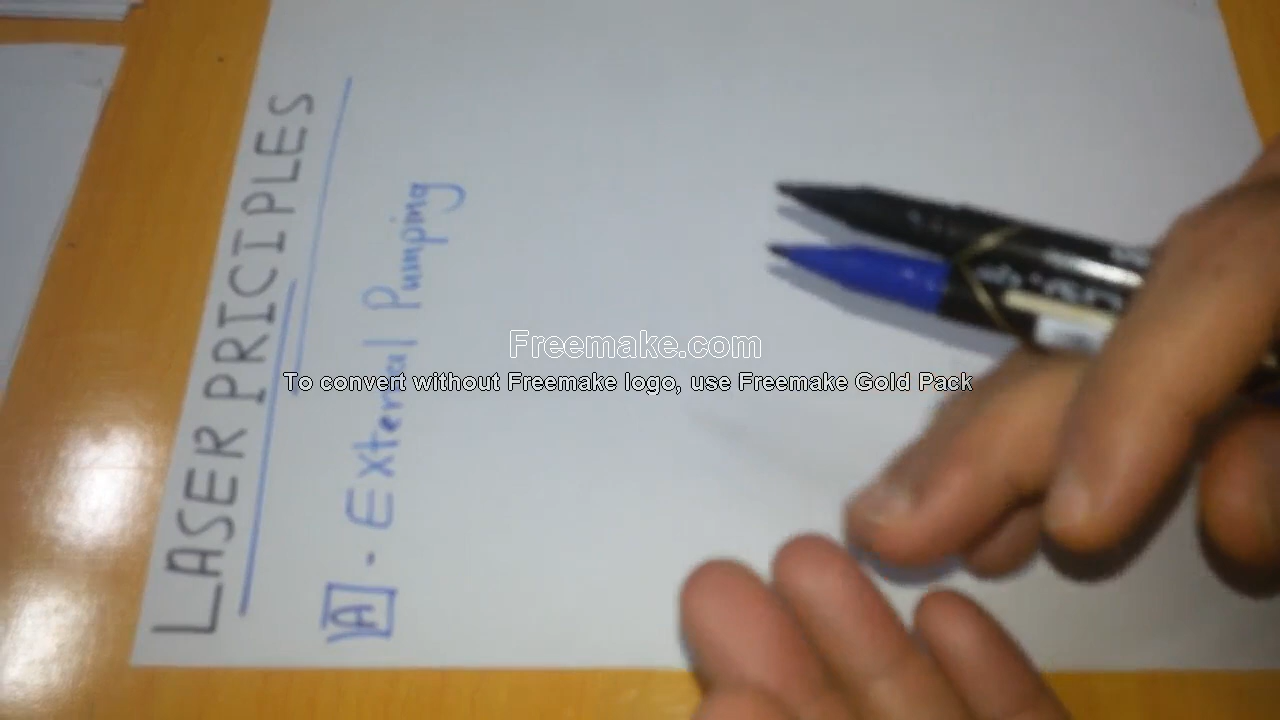 LASER PRICIPLES
A - External Pumping
Freemake.com
To convert without Freemake logo, use Freemake Gold Pack